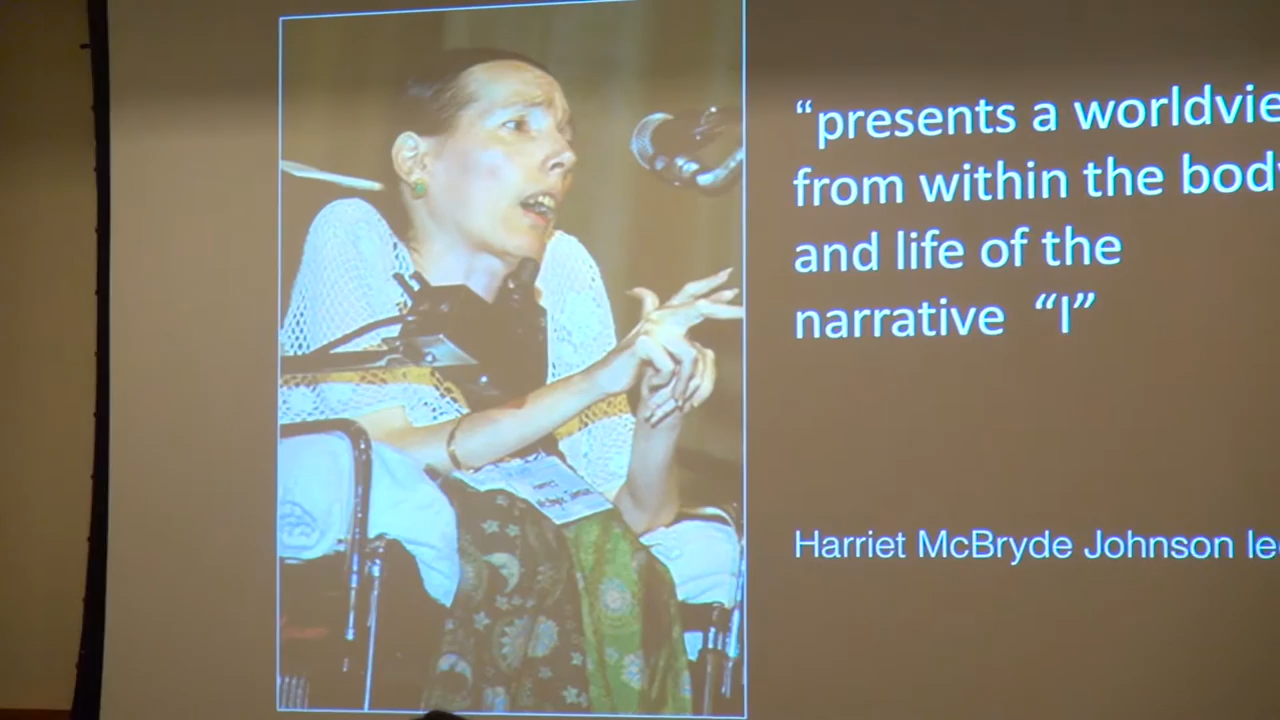 “presents a worldvie
from within the body
and life of the
narrative “I”
Harriet McBryde Johnson le